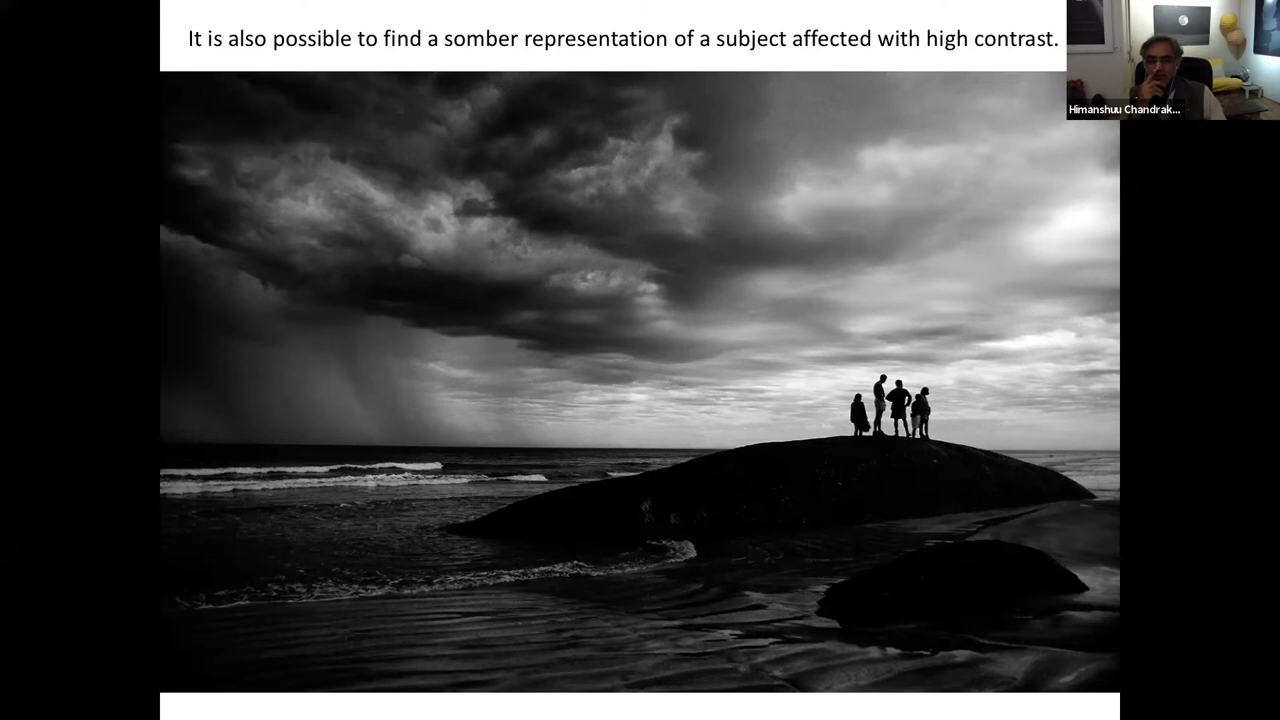 It is also possible to find a somber representation of a subject affected with high contrast.
Himanshuu Chandrak...